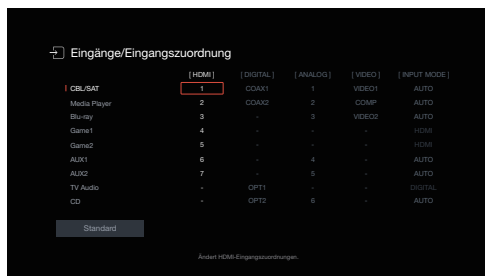 Eingänge/Eingangszuordnung
[ HDMI ] [ DIGITAL ] [ ANALOG ] [ VIDEO ] [ INPUT MODE ]
CBL/SAT 1 COAX1 1 VIDEO1 AUTO
Media Player 2 COAX2 2 COMP AUTO
Blu-ray 3 - 3 VIDEO2 AUTO
Game1 4 - - - HDMI
Game2 5 - - - HDMI
AUX1 6 - 4 - AUTO
AUX2 7 - 5 - AUTO
TV Audio - OPT1 - - DIGITAL
CD - OPT2 6 - AUTO
Standard
Ändert HDMI-Eingangszuordnungen.